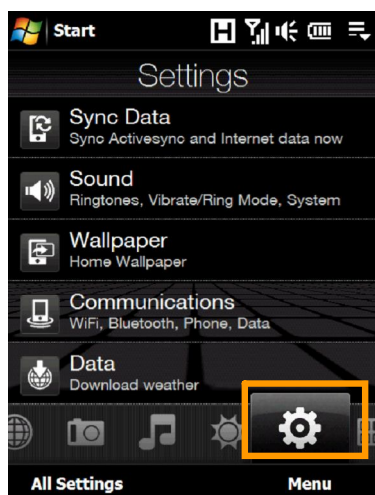 Start
H
Settings
Sync Data
Sync Activesync and Internet data now
Sound
Ringtones, Vibrate/Ring Mode, System
Wallpaper
Home Wallpaper
Communications
WiFi, Bluetooth, Phone, Data
Data
Download weather
All Settings Menu